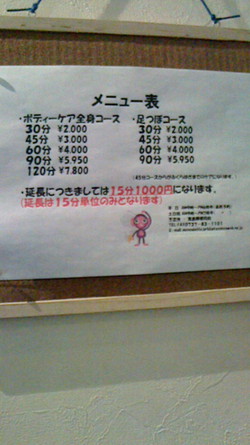 メニュー表
・ボディーケア全身コース ・足つぼコース
30分 ¥2.000 30分 ¥2.000
45分 ¥3.000 45分 ¥3.000
60分 ¥4.000 60分 ¥4.000
90分 ¥5.950 90分 ¥5.950
120分 ¥7.800
・延長につきましては15分1000円になります。
(延長は15分単位のみとなります)